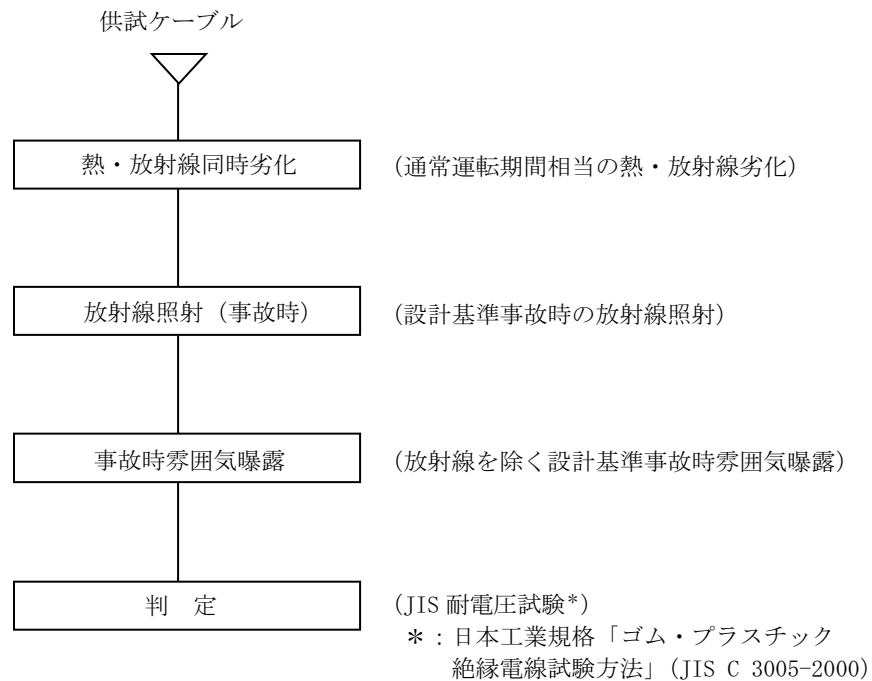 供試ケーブル
熱・放射線同時劣化 (通常運転期間相当の熱・放射線劣化)
放射線照射(事故時) (設計基準事故時の放射線照射)
事故時雰囲気曝露 (放射線を除く設計基準事故時雰囲気曝露)
判 定 (JIS 耐電圧試験*)
*:日本工業規格「ゴム・プラスチック
絶縁電線試験方法」(JIS C 3005-2000)